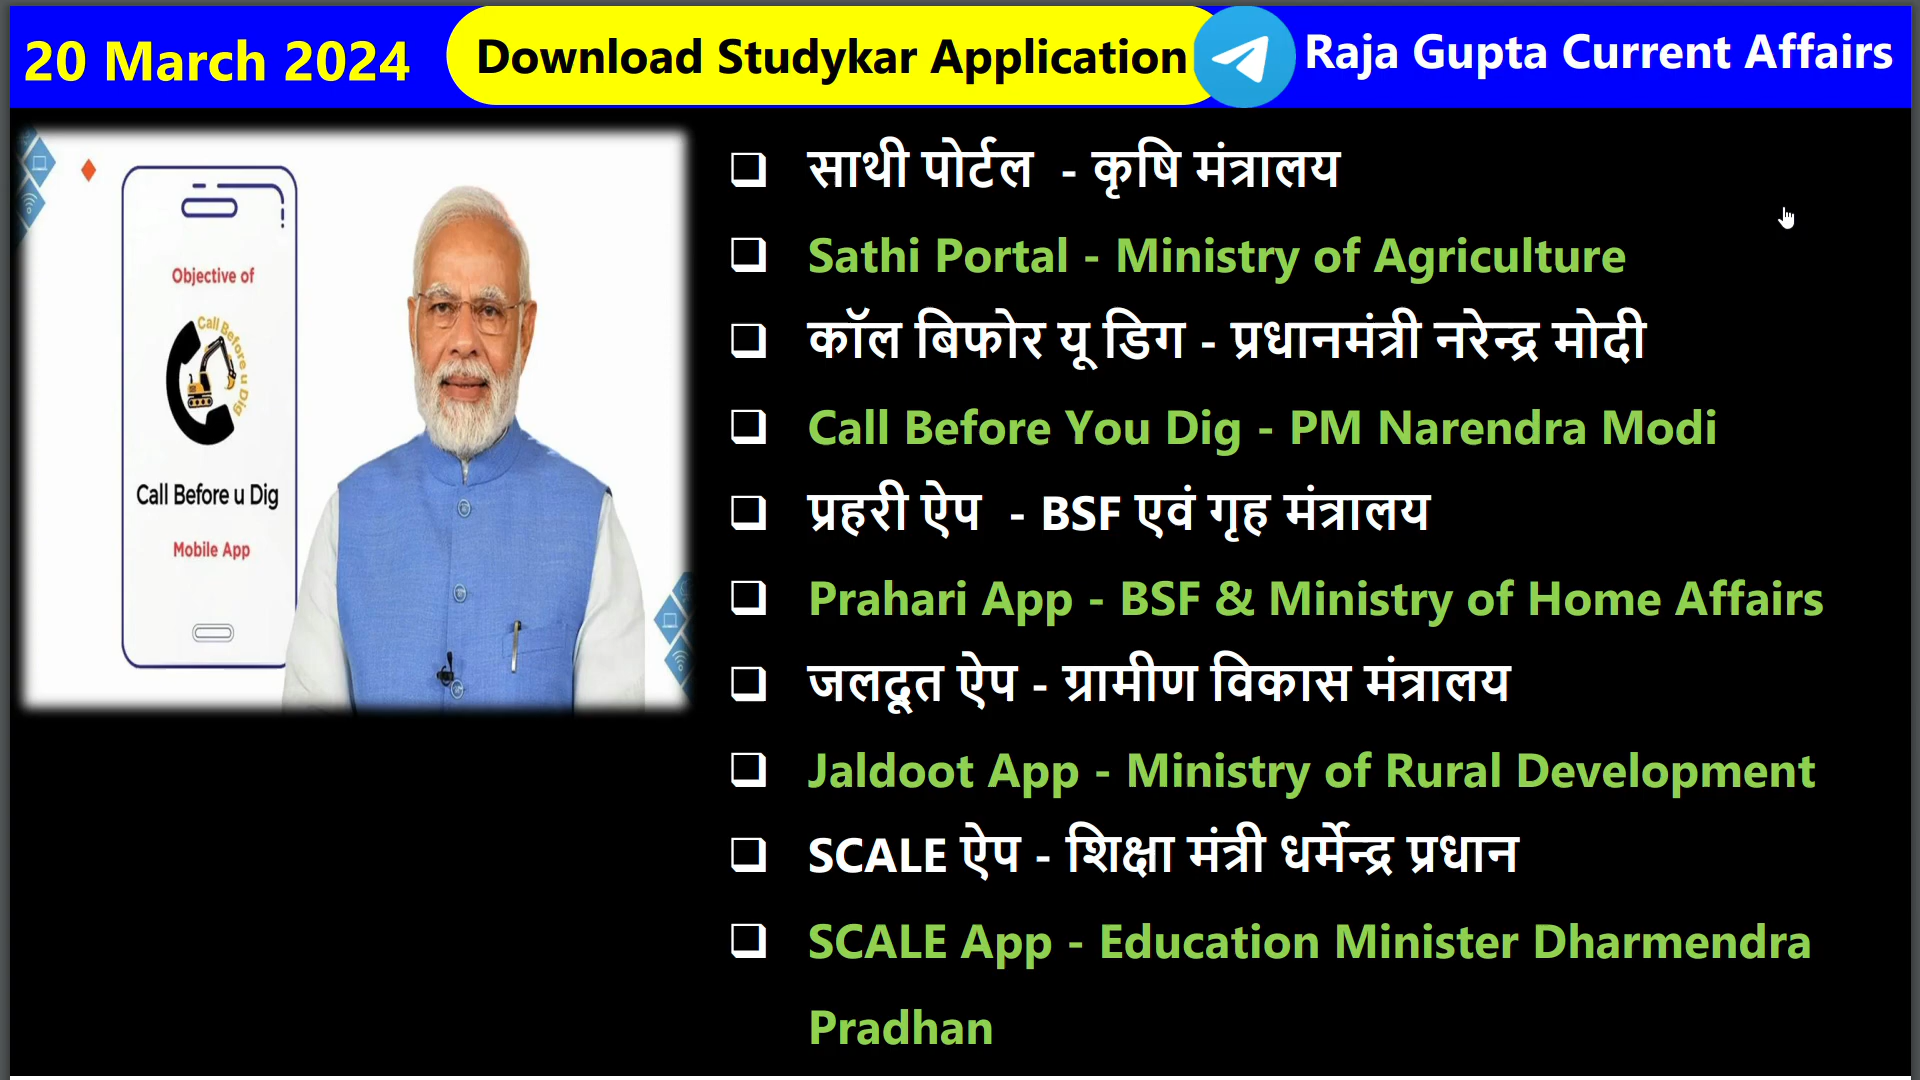 20 March 2024
Download Studykar Application
Raja Gupta Current Affairs
Objective of
Call Before u Dig
Call Before u Dig
Mobile App
साथी पोर्टल - कृषि मंत्रालय
Sathi Portal - Ministry of Agriculture
कॉल बिफोर यू डिग - प्रधानमंत्री नरेन्द्र मोदी
Call Before You Dig - PM Narendra Modi
प्रहरी ऐप - BSF एवं गृह मंत्रालय
Prahari App - BSF & Ministry of Home Affairs
जलदूत ऐप - ग्रामीण विकास मंत्रालय
Jaldoot App - Ministry of Rural Development
SCALE ऐप - शिक्षा मंत्री धर्मेन्द्र प्रधान
SCALE App - Education Minister Dharmendra
Pradhan